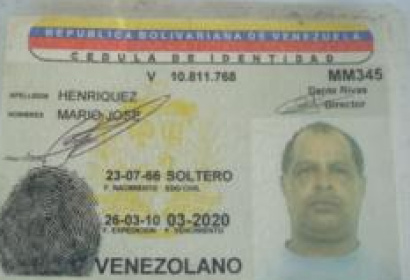 REPUBLICA BOLIVARIANA DE VENEZUELA
CEDULA DE IDENTIDAD
V 10.811.768 MM345
Dante Rivas
Director
APELLIDOS HENRIQUEZ
NOMBRES MARIO JOSE
23-07-66 SOLTERO
F. NACIMIENTO EDO CIVIL
26-03-10 03-2020
F. EXPEDICION F. VENCIMIENTO
VENEZOLANO